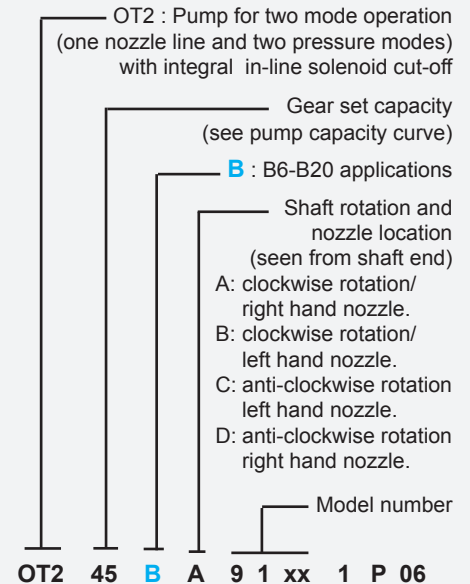 OT2 : Pump for two mode operation
(one nozzle line and two pressure modes)
with integral in-line solenoid cut-off
Gear set capacity
(see pump capacity curve)
B : B6-B20 applications
Shaft rotation and
nozzle location
(seen from shaft end)
A: clockwise rotation/
right hand nozzle.
B: clockwise rotation/
left hand nozzle.
C: anti-clockwise rotation
left hand nozzle.
D: anti-clockwise rotation
right hand nozzle.
Model number
OT2 45 B A 9 1 xx 1 P 06